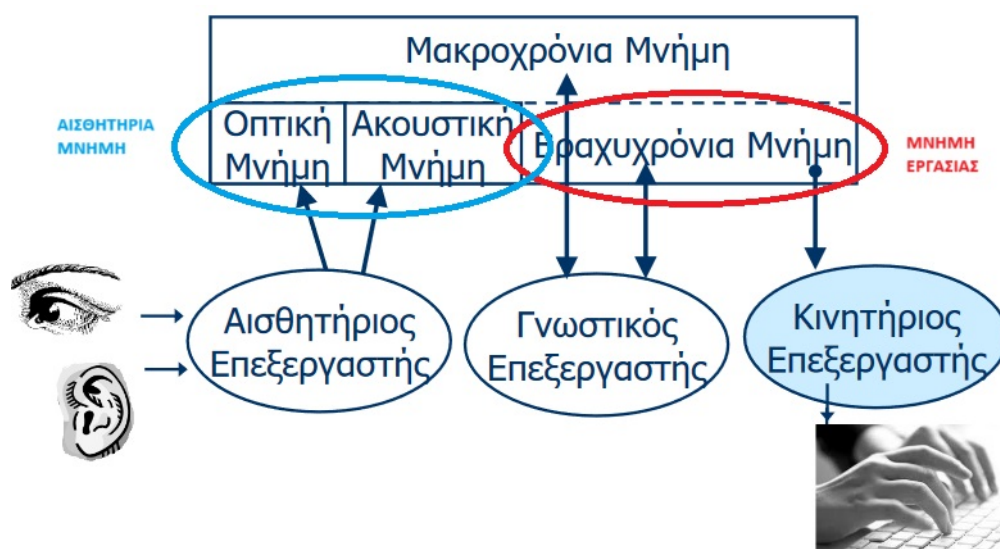 Μακροχρόνια Μνήμη
ΑΙΣΘΗΤΗΡΙΑ
ΜΝΗΜΗ
Οπτική
Μνήμη
Ακουστική
Μνήμη
Βραχυχρόνια Μνήμη
ΜΝΗΜΗ
ΕΡΓΑΣΙΑΣ
Αισθητήριος
Επεξεργαστής
Γνωστικός
Επεξεργαστής
Κινητήριος
Επεξεργαστής